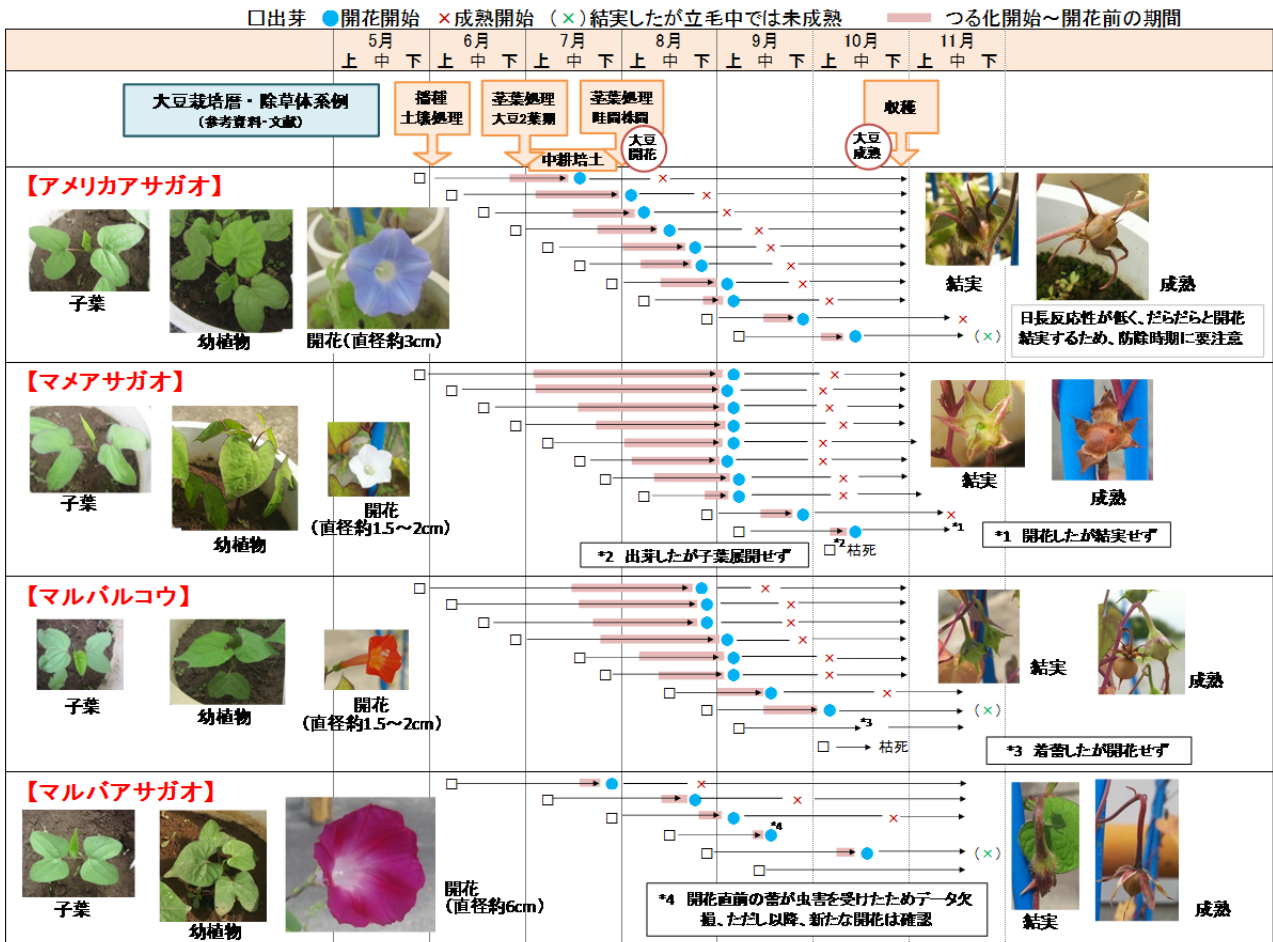 □出芽 ●開花開始 ×成熟開始 (×)結実したが立毛中では未成熟 つる化開始～開花前の期間
5月 6月 7月 8月 9月 10月 11月
上 中 下 上 中 下 上 中 下 上 中 下 上 中 下 上 中 下 上 中 下
大豆栽培暦・除草体系例
(参考資料-文献)
播種
土壌処理
茎葉処理
大豆2葉期
茎葉処理
畦間株間
収穫
中耕培土
大豆
開花
大豆
成熟
【アメリカアサガオ】
子葉
幼植物
開花(直径約3cm)
(×)
結実
成熟
日長反応性が低く、だらだらと開花
結実するため、防除時期に要注意
【マメアサガオ】
子葉
幼植物
開花
(直径約1.5～2cm)
*1
*2
枯死
*2 出芽したが子葉展開せず
結実
成熟
*1 開花したが結実せず
【マルバルコウ】
子葉
幼植物
開花
(直径約1.5～2cm)
(×)
*3
枯死
結実
成熟
*3 着蕾したが開花せず
【マルバアサガオ】
子葉
幼植物
開花
(直径約6cm)
*4
(×)
*4 開花直前の蕾が虫害を受けたためデータ欠
損、ただし以降、新たな開花は確認
結実
成熟